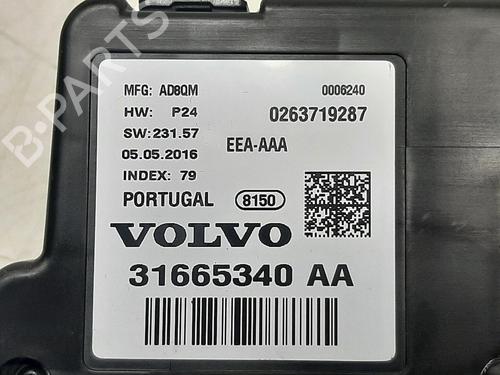 B-PARTS
MFG: AD8QM 0006240
HW: P24 0263719287
SW:231.57
05.05.2016 EEA-AAA
INDEX: 79
PORTUGAL 8150
VOLVO
31665340 AA